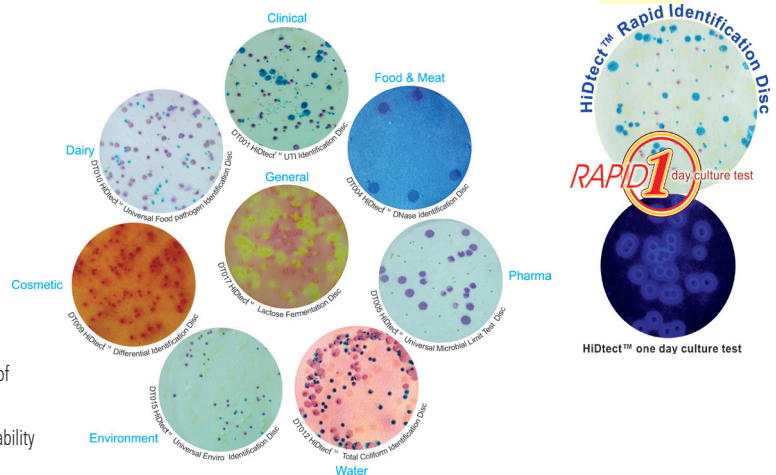 Clinical
DT001 HiDtect™ UTI Identification Disc
Food & Meat
DT004 HiDtect™ DNase Identification Disc
Dairy
DT010 HiDtect™ Universal Food pathogen Identification Disc
General
DT017 HiDtect™ Lactose Fermentation Disc
Pharma
DT005 HiDtect™ Universal Microbial Limit Test Disc
Cosmetic
DT009 HiDtect™ Differential Identification Disc
Environment
DT015 HiDtect™ Universal Enviro Identification Disc
Water
DT012 HiDtect™ Total Coliform Identification Disc
of
ability
HiDtect™ Rapid Identification Disc
RAPID 1 day culture test
HiDtect™ one day culture test